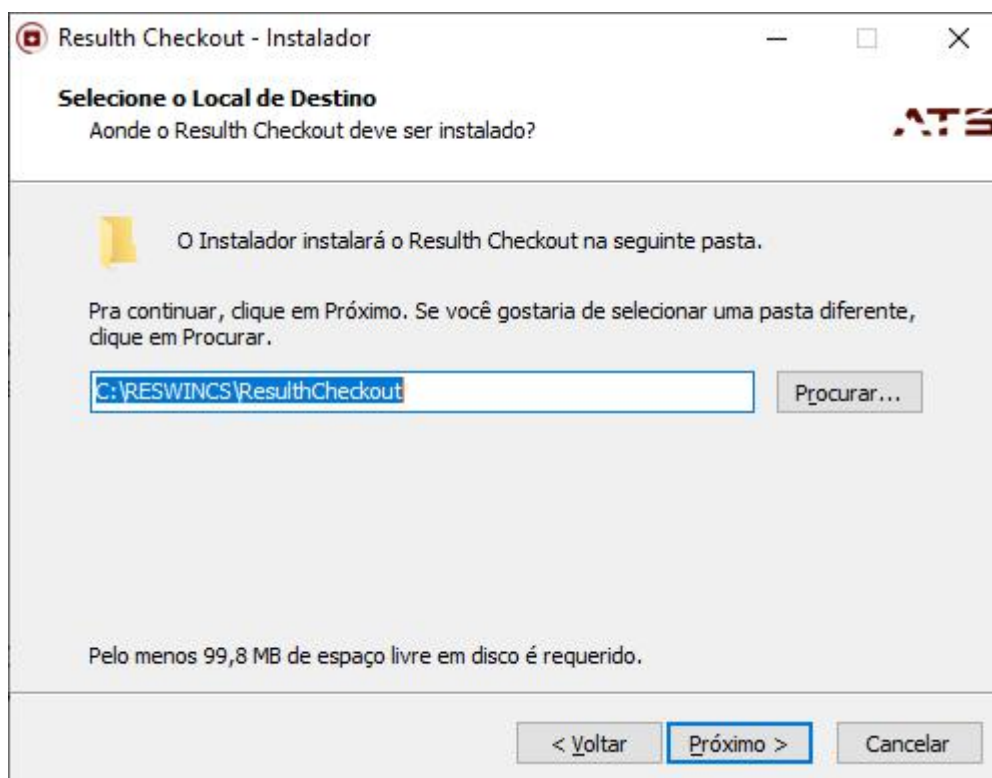 Resulth Checkout - Instalador
Selecione o Local de Destino
Aonde o Resulth Checkout deve ser instalado?
ATS
O Instalador instalará o Resulth Checkout na seguinte pasta.
Pra continuar, clique em Próximo. Se você gostaria de selecionar uma pasta diferente,
clique em Procurar.
C:\RESWINCS\ResulthCheckout
Procurar...
Pelo menos 99,8 MB de espaço livre em disco é requerido.
< Voltar
Próximo >
Cancelar